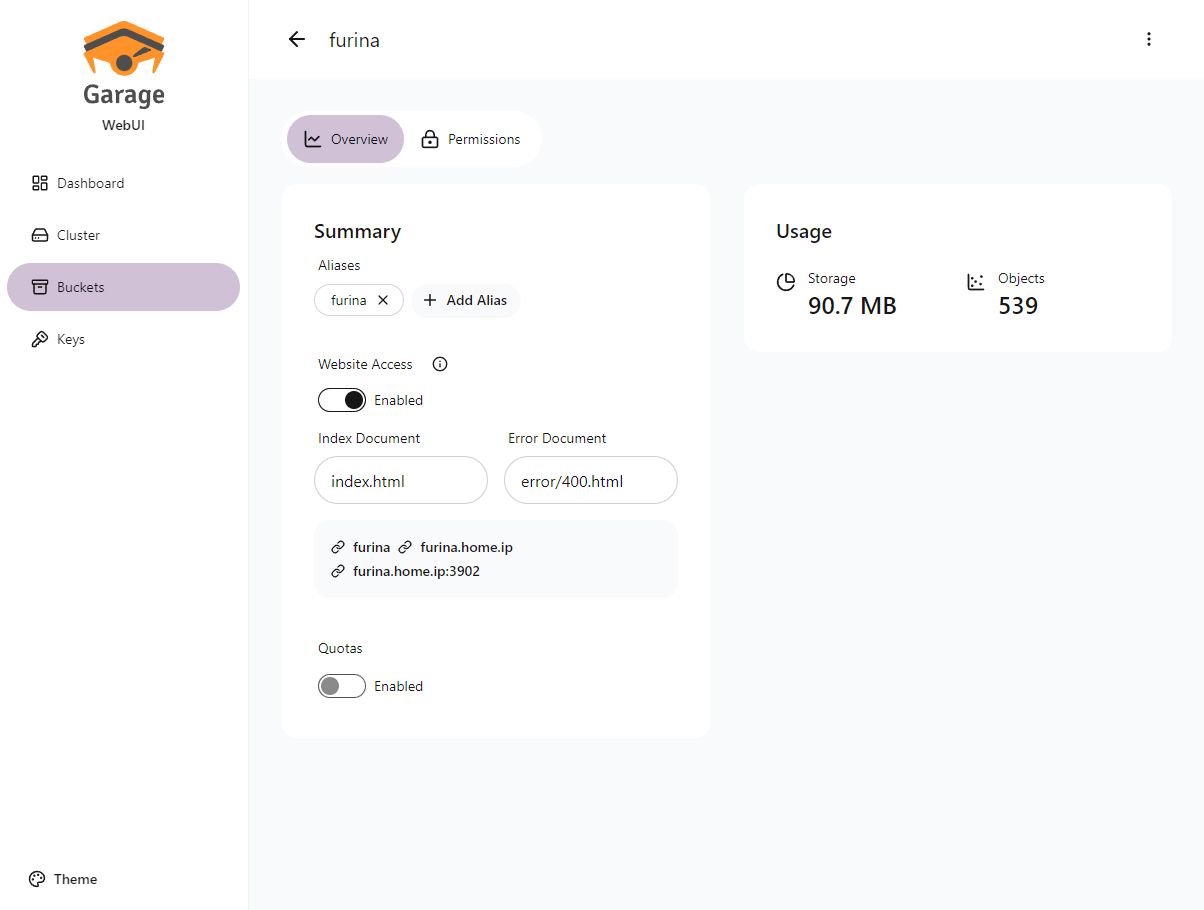 Garage
WebUI
Dashboard
Cluster
Buckets
Keys
Theme
furina
Overview
Permissions
Summary
Aliases
furina
Add Alias
Website Access
Enabled
Index Document
Error Document
index.html
error/400.html
furina furina.home.ip
furina.home.ip:3902
Quotas
Enabled
Usage
Storage
90.7 MB
Objects
539